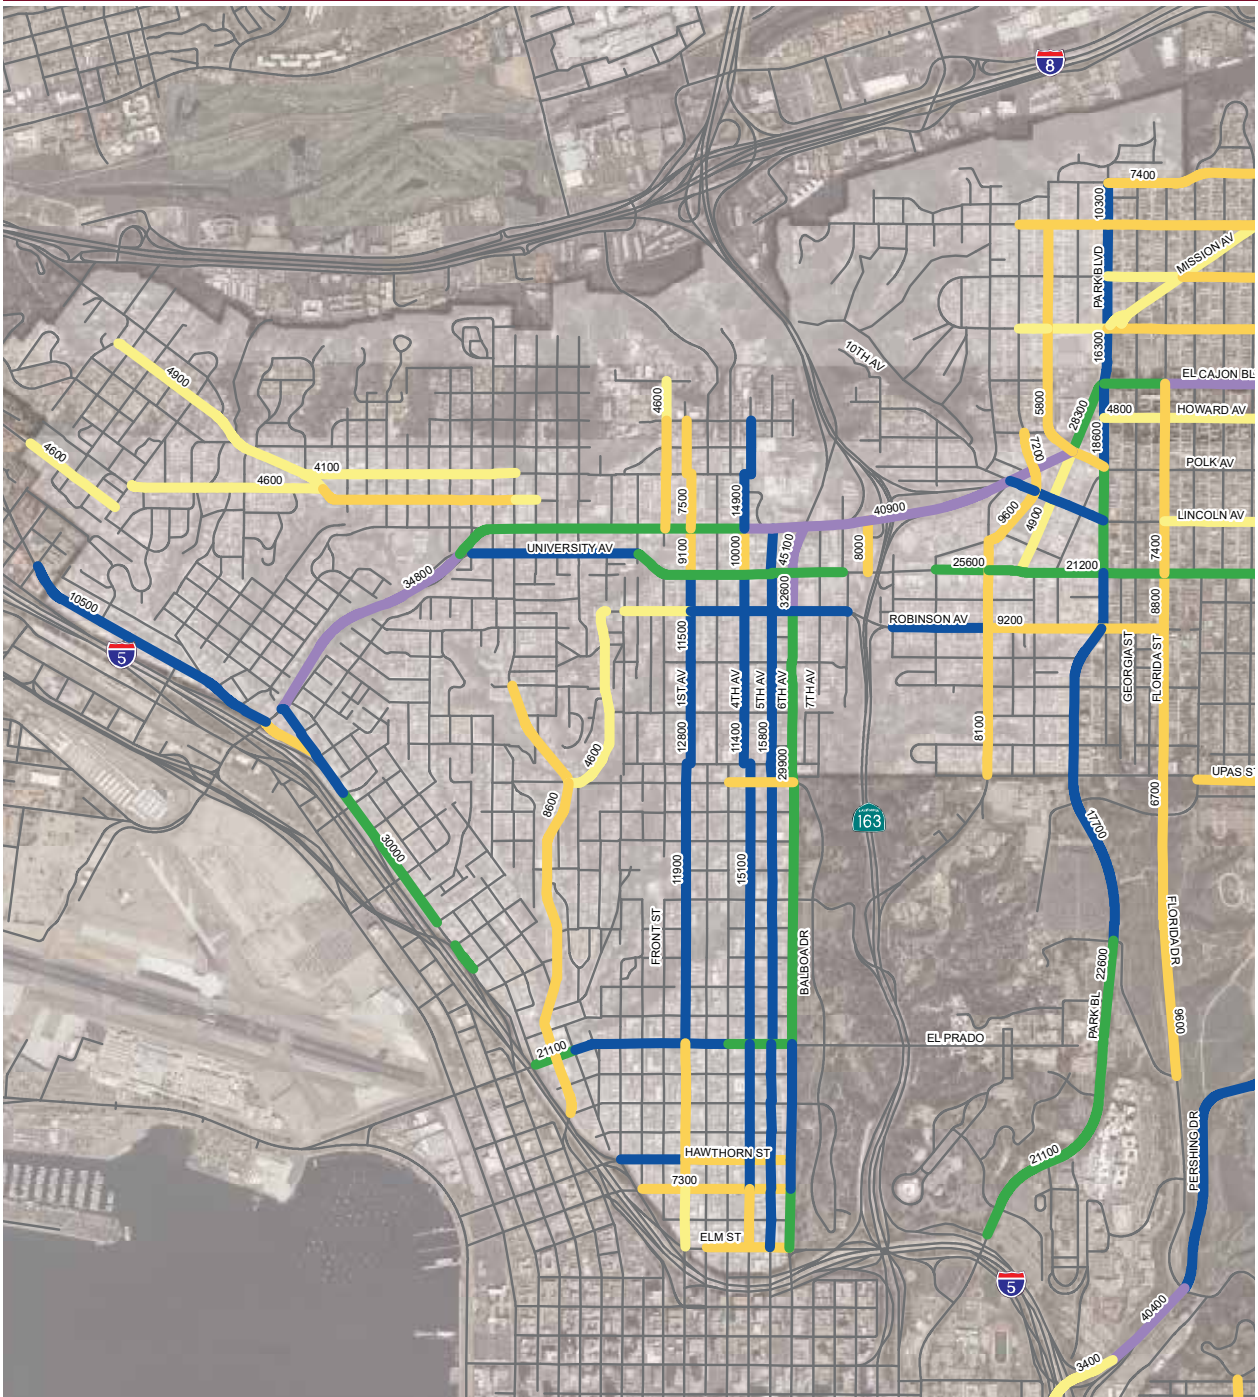 8
7400
10300
MISSION AV
PARK BLVD
16300
10TH AV
EL CAJON BL
4900
4600
5800
28300
4800
HOWARD AV
4600
4100
4600
7200
18600
POLK AV
7500
14900
40900
9600
4900
LINCOLN AV
UNIVERSITY AV
9100
10000
45100
8000
7400
34800
25600
21200
10500
32600
8800
5
11500
ROBINSON AV
9200
GEORGIA ST
FLORIDA ST
1ST AV
4TH AV
5TH AV
6TH AV
7TH AV
12800
11400
15800
8100
4600
29900
UPAS ST
8600
6700
CALIFORNIA
163
17700
30000
11900
15100
FRONT ST
BALBOA DR
FLORIDA DR
22600
PARK BL
9600
21100
EL PRADO
HAWTHORN ST
21100
PERSHING DR
7300
ELM ST
5
40400
3400